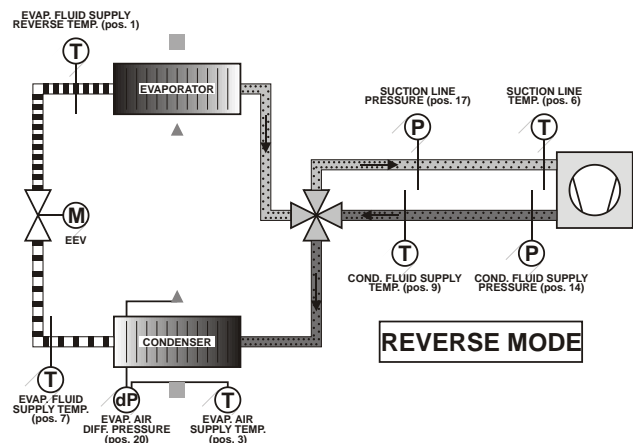 EVAP. FLUID SUPPLY
REVERSE TEMP. (pos. 1)
T
EVAPORATOR
SUCTION LINE
PRESSURE (pos. 17)
P
SUCTION LINE
TEMP. (pos. 6)
T
M
EEV
T
COND. FLUID SUPPLY
TEMP. (pos. 9)
P
COND. FLUID SUPPLY
PRESSURE (pos. 14)
CONDENSER
REVERSE MODE
T
EVAP. FLUID
SUPPLY TEMP.
(pos. 7)
dP
EVAP. AIR
DIFF. PRESSURE
(pos. 20)
T
EVAP. AIR
SUPPLY TEMP.
(pos. 3)